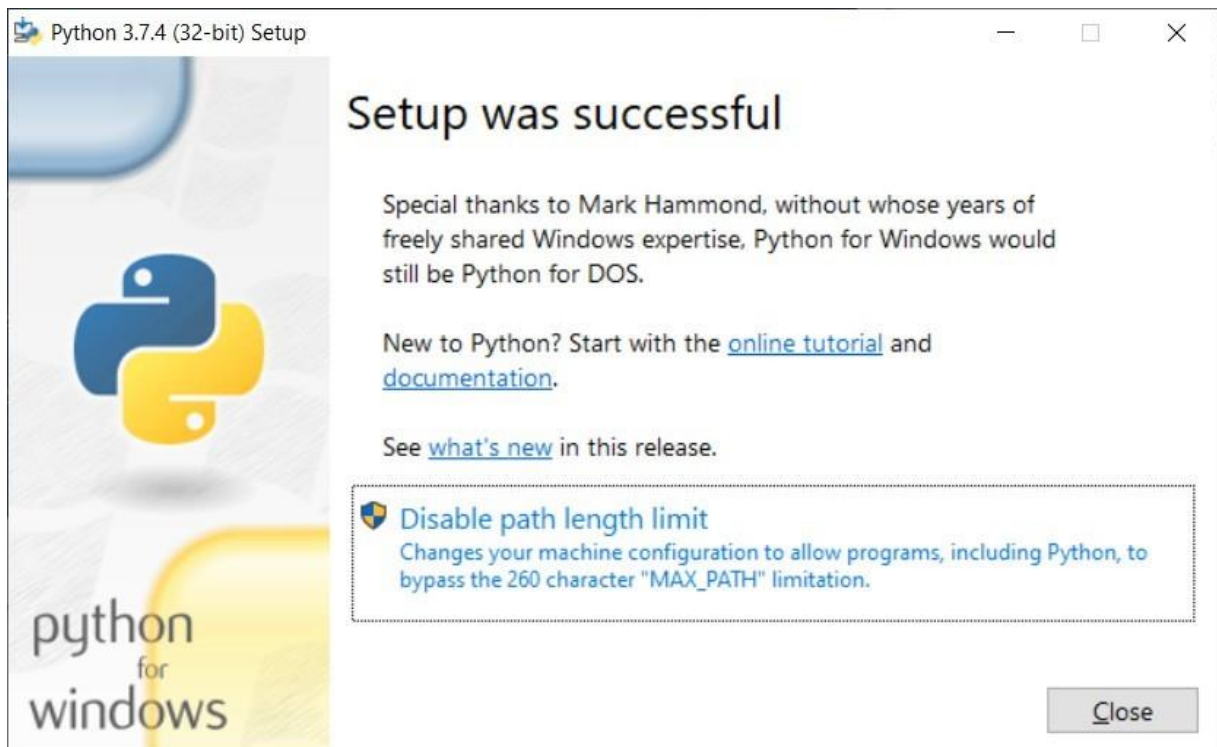 Python 3.7.4 (32-bit) Setup
Setup was successful
Special thanks to Mark Hammond, without whose years of
freely shared Windows expertise, Python for Windows would
still be Python for DOS.
New to Python? Start with the online tutorial and
documentation.
See what's new in this release.
Disable path length limit
Changes your machine configuration to allow programs, including Python, to
bypass the 260 character "MAX_PATH" limitation.
python
for
windows
Close